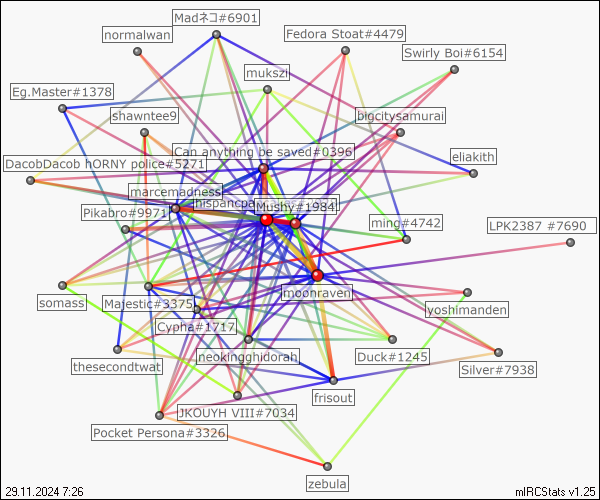 Madネコ#6901
normalwan
Fedora Stoat#4479
Swirly Boi#6154
mukszi
Eg.Master#1378
shawntee9
bigcitysamurai
Can anything be saved#0396
DacobDacob hORNY police#5271
eliakith
marcemadness
Mushy#1984
Pikabro#9971
ming#4742
LPK2387 #7690
moonraven
somass
Majestic#3375
lyoshimanden
Cypha#1717
neokingghidorah
Duck#1245
thesecondtwat
Silver#7938
frisout
JKOUYH VIII#7034
Pocket Persona#3326
zebula
29.11.2024 7:26
mIRCStats v1.25